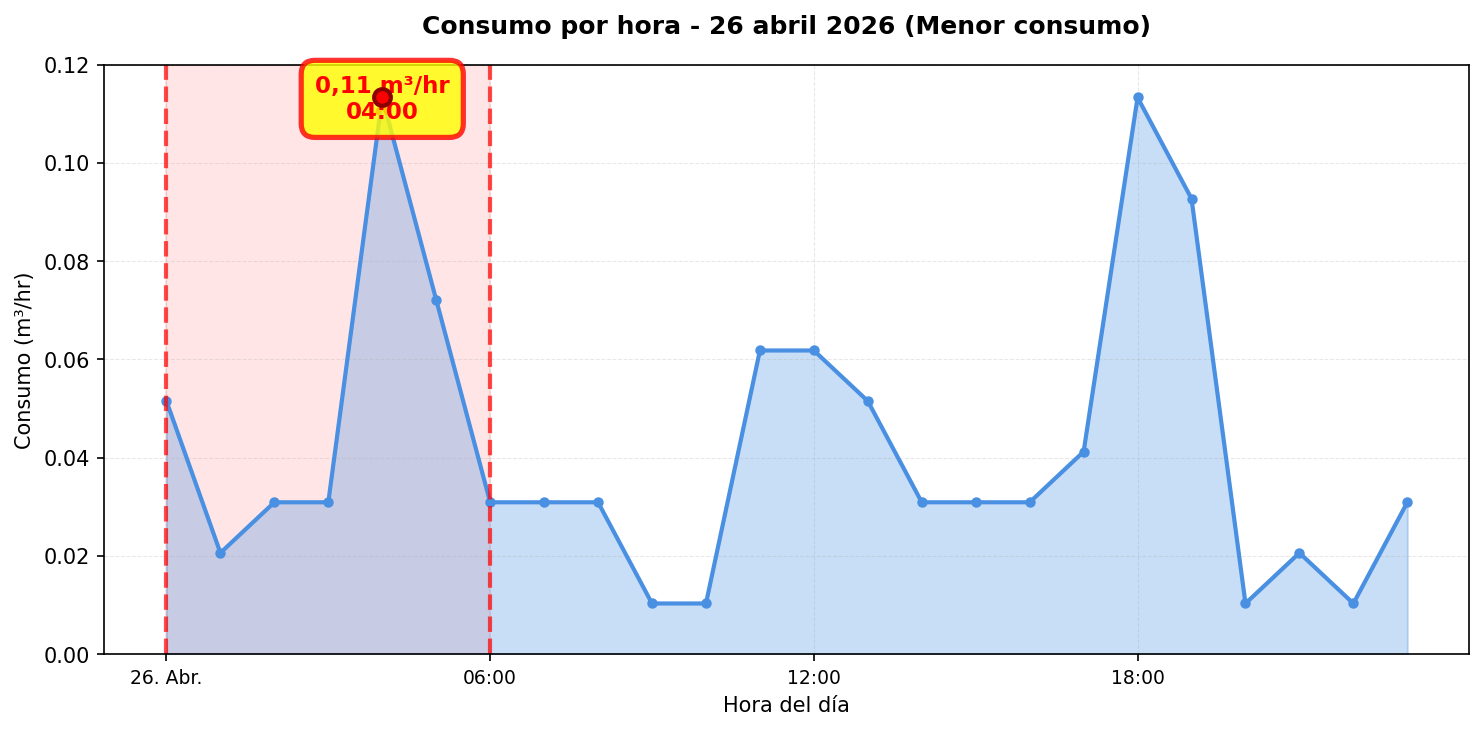 Consumo por hora - 26 abril 2026 (Menor consumo)
0,11 m³/hr
04:00
0.12
0.10
0.08
0.06
0.04
0.02
0.00
Consumo (m³/hr)
26. Abr.
06:00
12:00
18:00
Hora del día